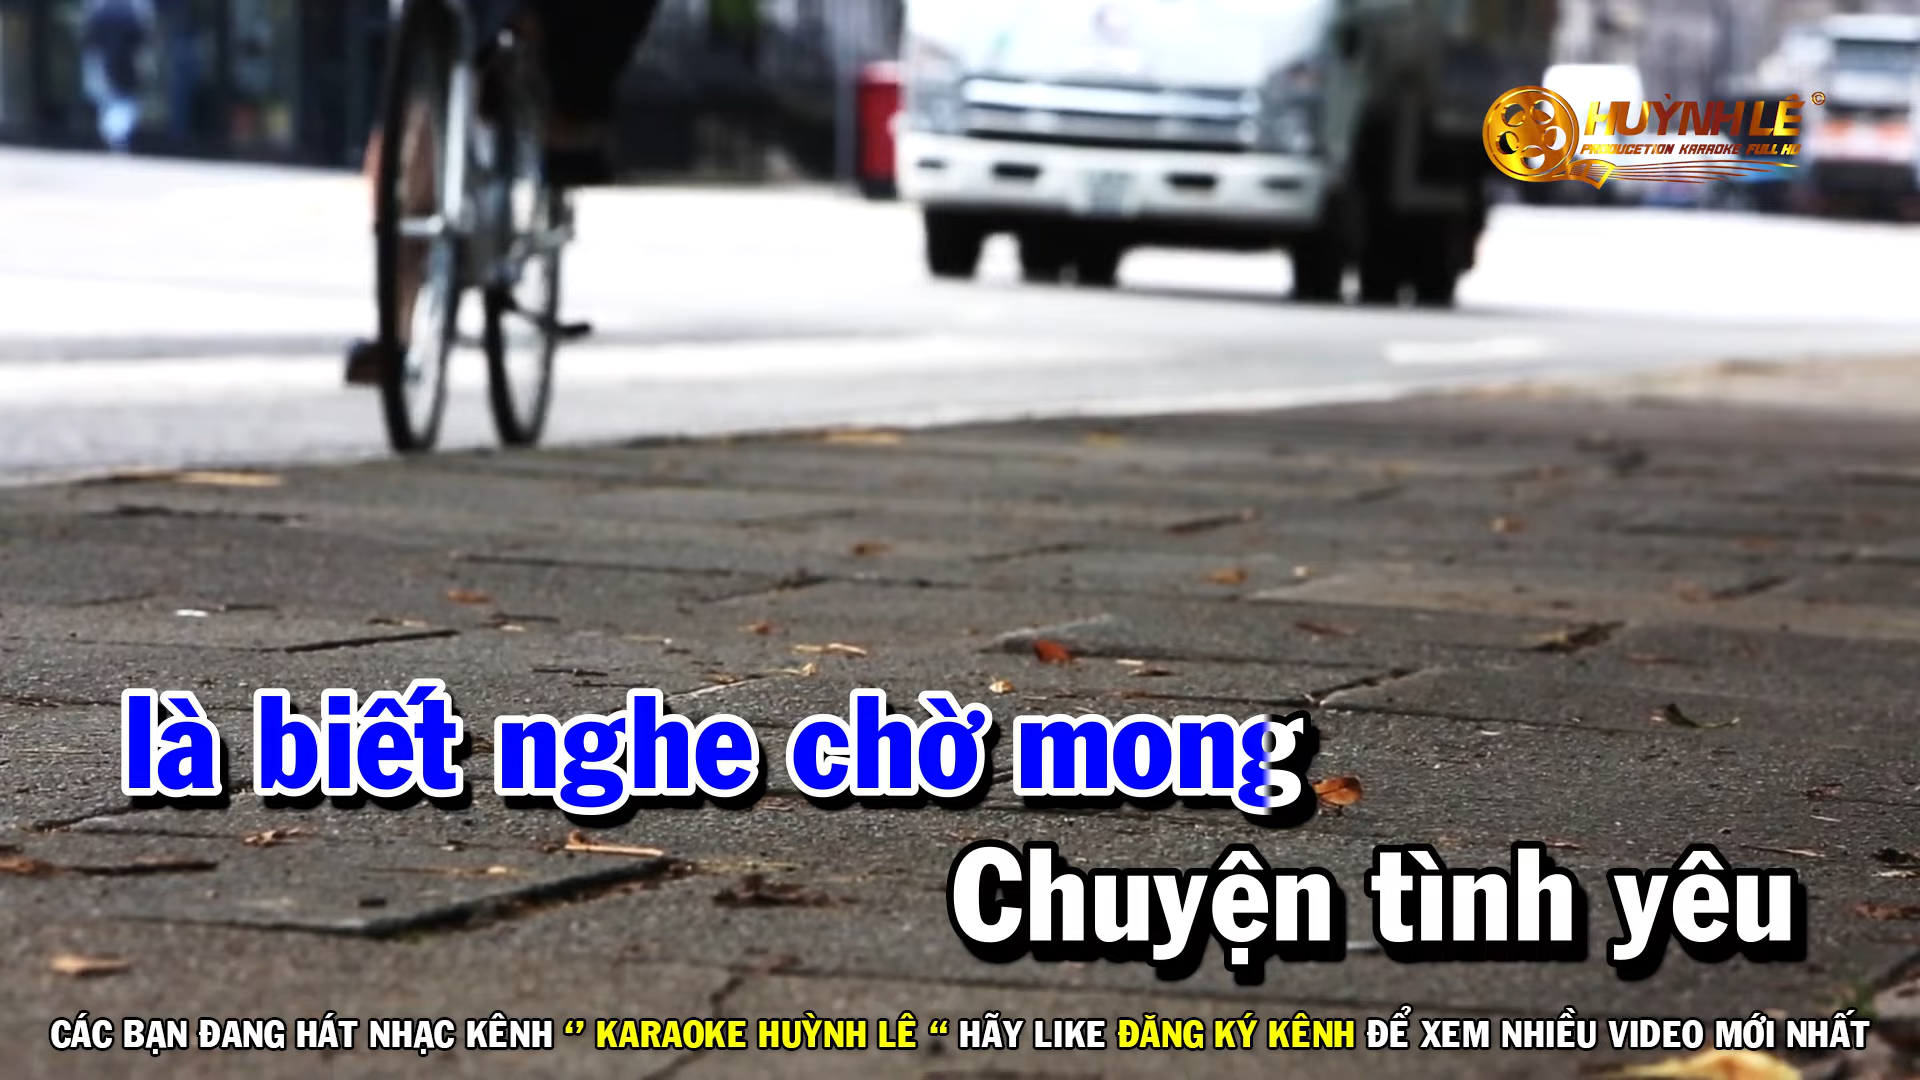 HUỲNH LÊ ©
PRODUCETION KARAOKE FULL HD
là biết nghe chờ mong
Chuyện tình yêu
CÁC BẠN ĐANG HÁT NHẠC KÊNH ‘’ KARAOKE HUỲNH LÊ “ HÃY LIKE ĐĂNG KÝ KÊNH ĐỂ XEM NHIỀU VIDEO MỚI NHẤT